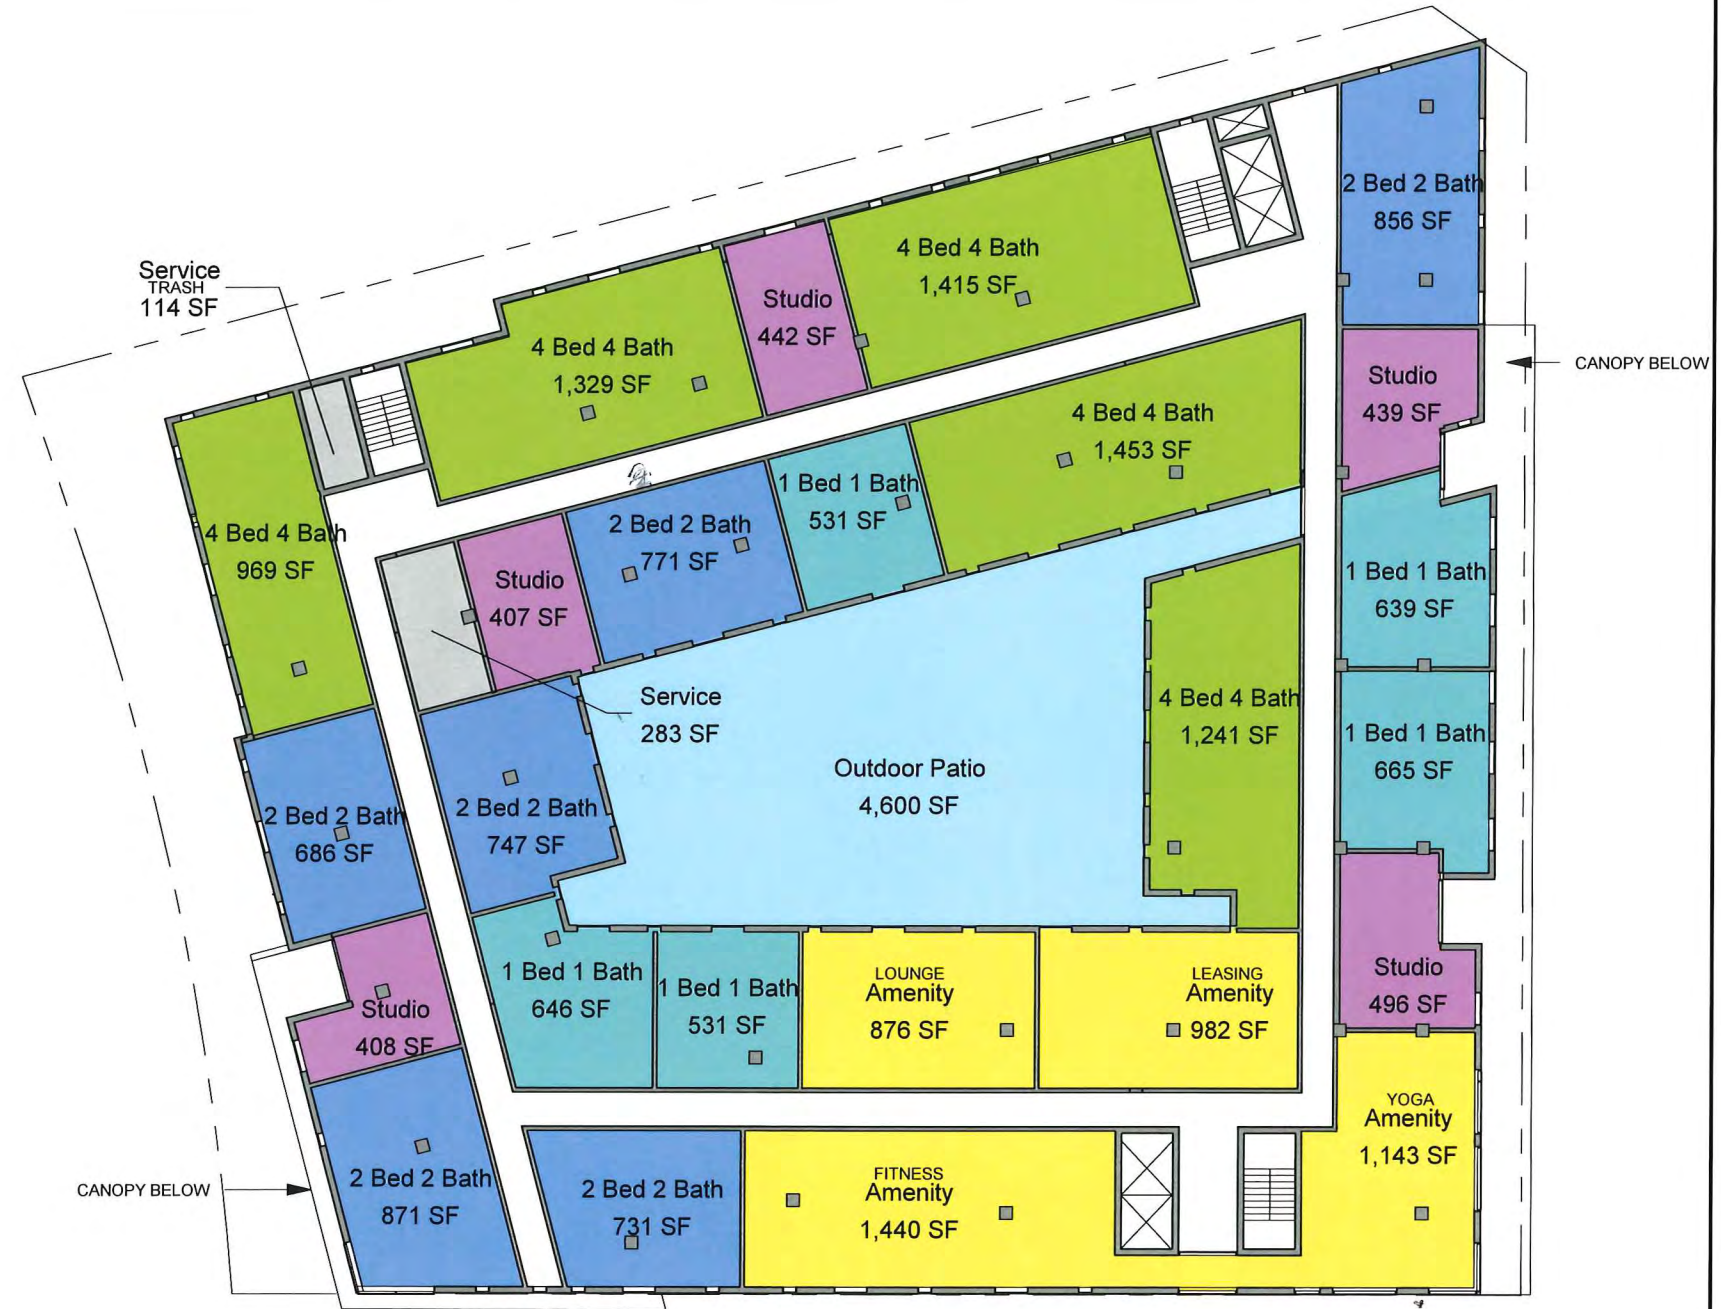 2 Bed 2 Bath
856 SF
4 Bed 4 Bath
1,415 SF
Service
TRASH
114 SF
Studio
442 SF
4 Bed 4 Bath
1,329 SF
CANOPY BELOW
Studio
439 SF
4 Bed 4 Bath
1,453 SF
1 Bed 1 Bath
531 SF
2 Bed 2 Bath
771 SF
4 Bed 4 Bath
969 SF
Studio
407 SF
1 Bed 1 Bath
639 SF
Service
283 SF
4 Bed 4 Bath
1,241 SF
1 Bed 1 Bath
665 SF
Outdoor Patio
4,600 SF
2 Bed 2 Bath
747 SF
2 Bed 2 Bath
686 SF
1 Bed 1 Bath
646 SF
1 Bed 1 Bath
531 SF
LOUNGE
Amenity
876 SF
LEASING
Amenity
982 SF
Studio
496 SF
Studio
408 SF
YOGA
Amenity
1,143 SF
CANOPY BELOW
2 Bed 2 Bath
871 SF
2 Bed 2 Bath
731 SF
FITNESS
Amenity
1,440 SF